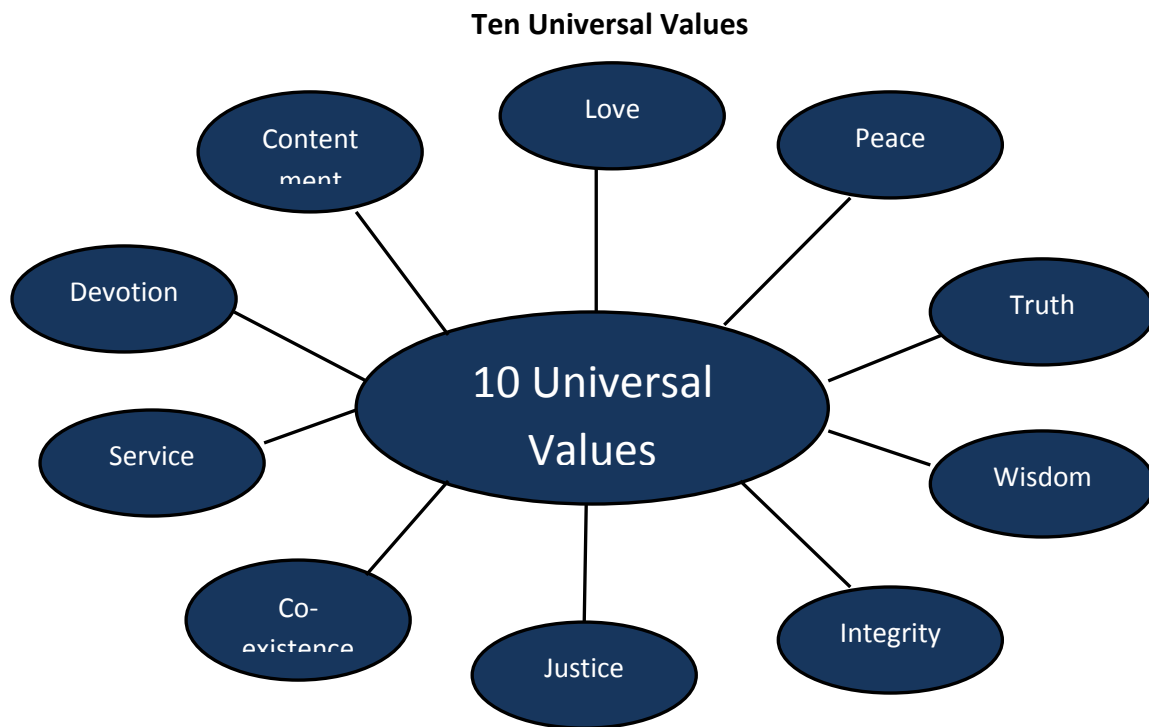 Ten Universal Values
Love
Peace
Content
ment
Devotion
Truth
10 Universal
Values
Service
Wisdom
Co-
existence
Integrity
Justice